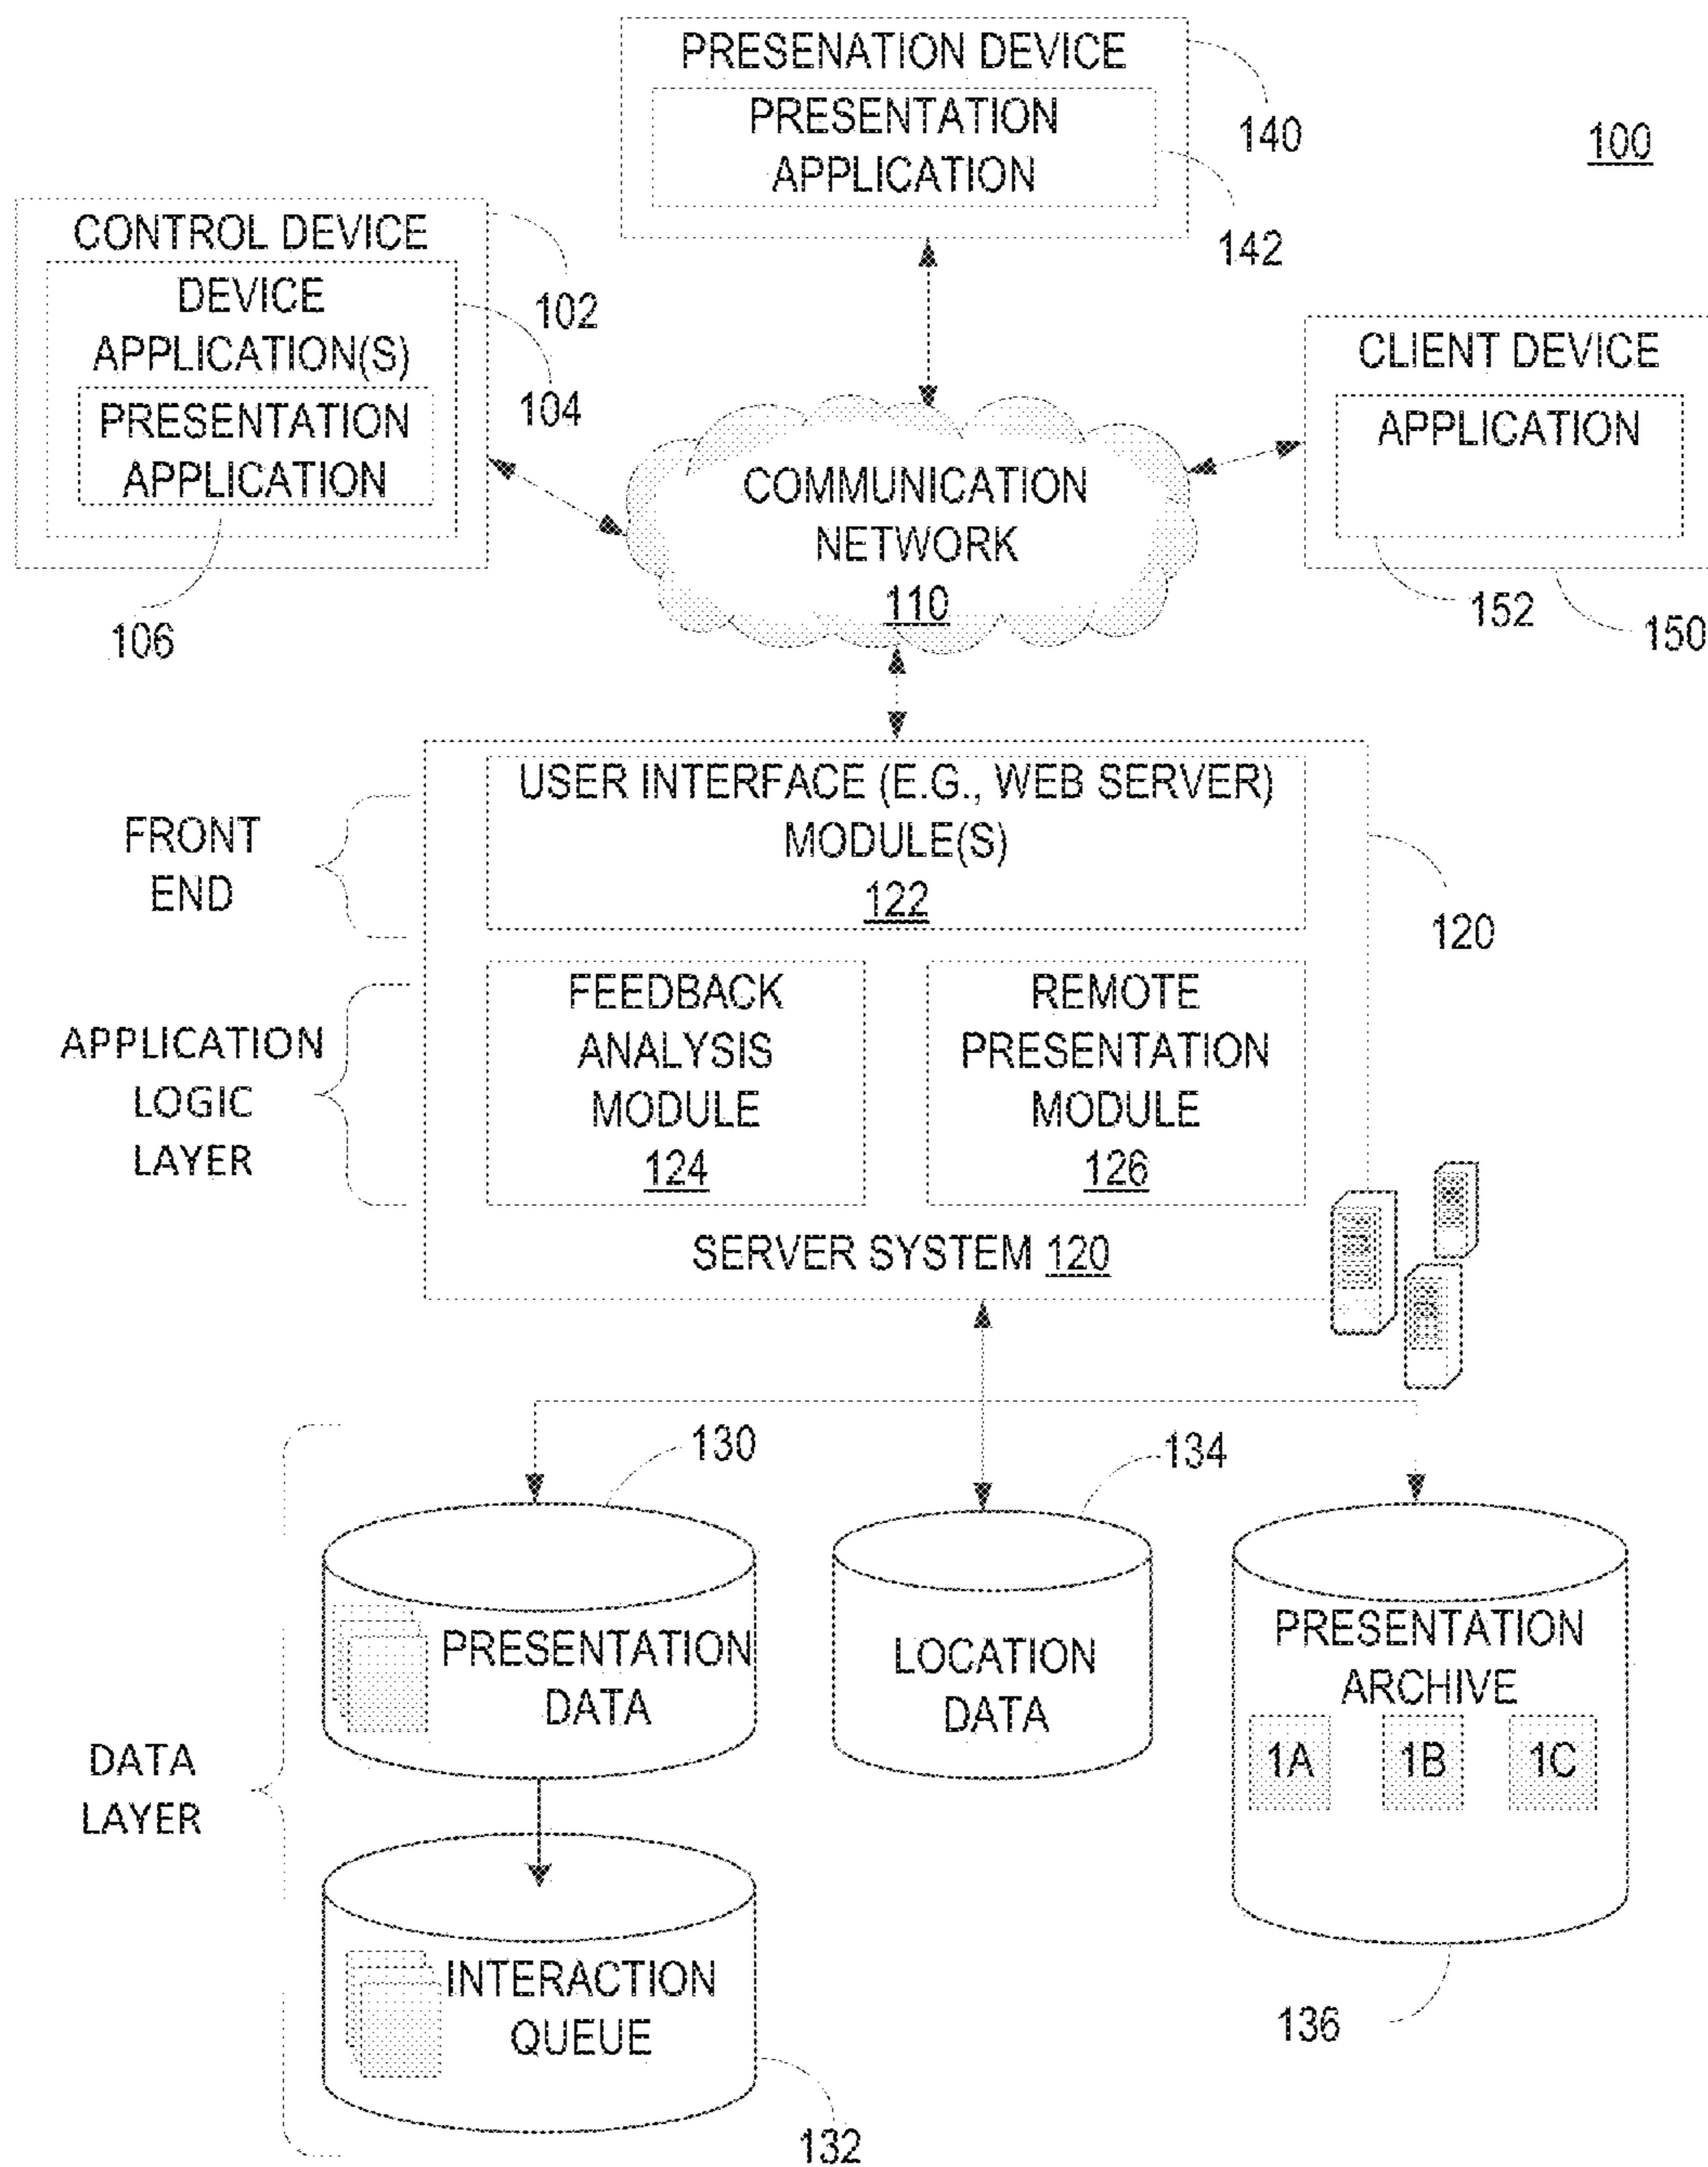 PRESENATION DEVICE
PRESENTATION
APPLICATION
140
142
100
CONTROL DEVICE
DEVICE
APPLICATION(S)
PRESENTATION
APPLICATION
102
104
106
CLIENT DEVICE
APPLICATION
152
150
COMMUNICATION
NETWORK
110
FRONT
END
USER INTERFACE (E.G., WEB SERVER)
MODULE(S)
122
120
APPLICATION
LOGIC
LAYER
FEEDBACK
ANALYSIS
MODULE
124
REMOTE
PRESENTATION
MODULE
126
SERVER SYSTEM 120
DATA
LAYER
130
PRESENTATION
DATA
134
LOCATION
DATA
PRESENTATION
ARCHIVE
1A 1B 1C
136
INTERACTION
QUEUE
132